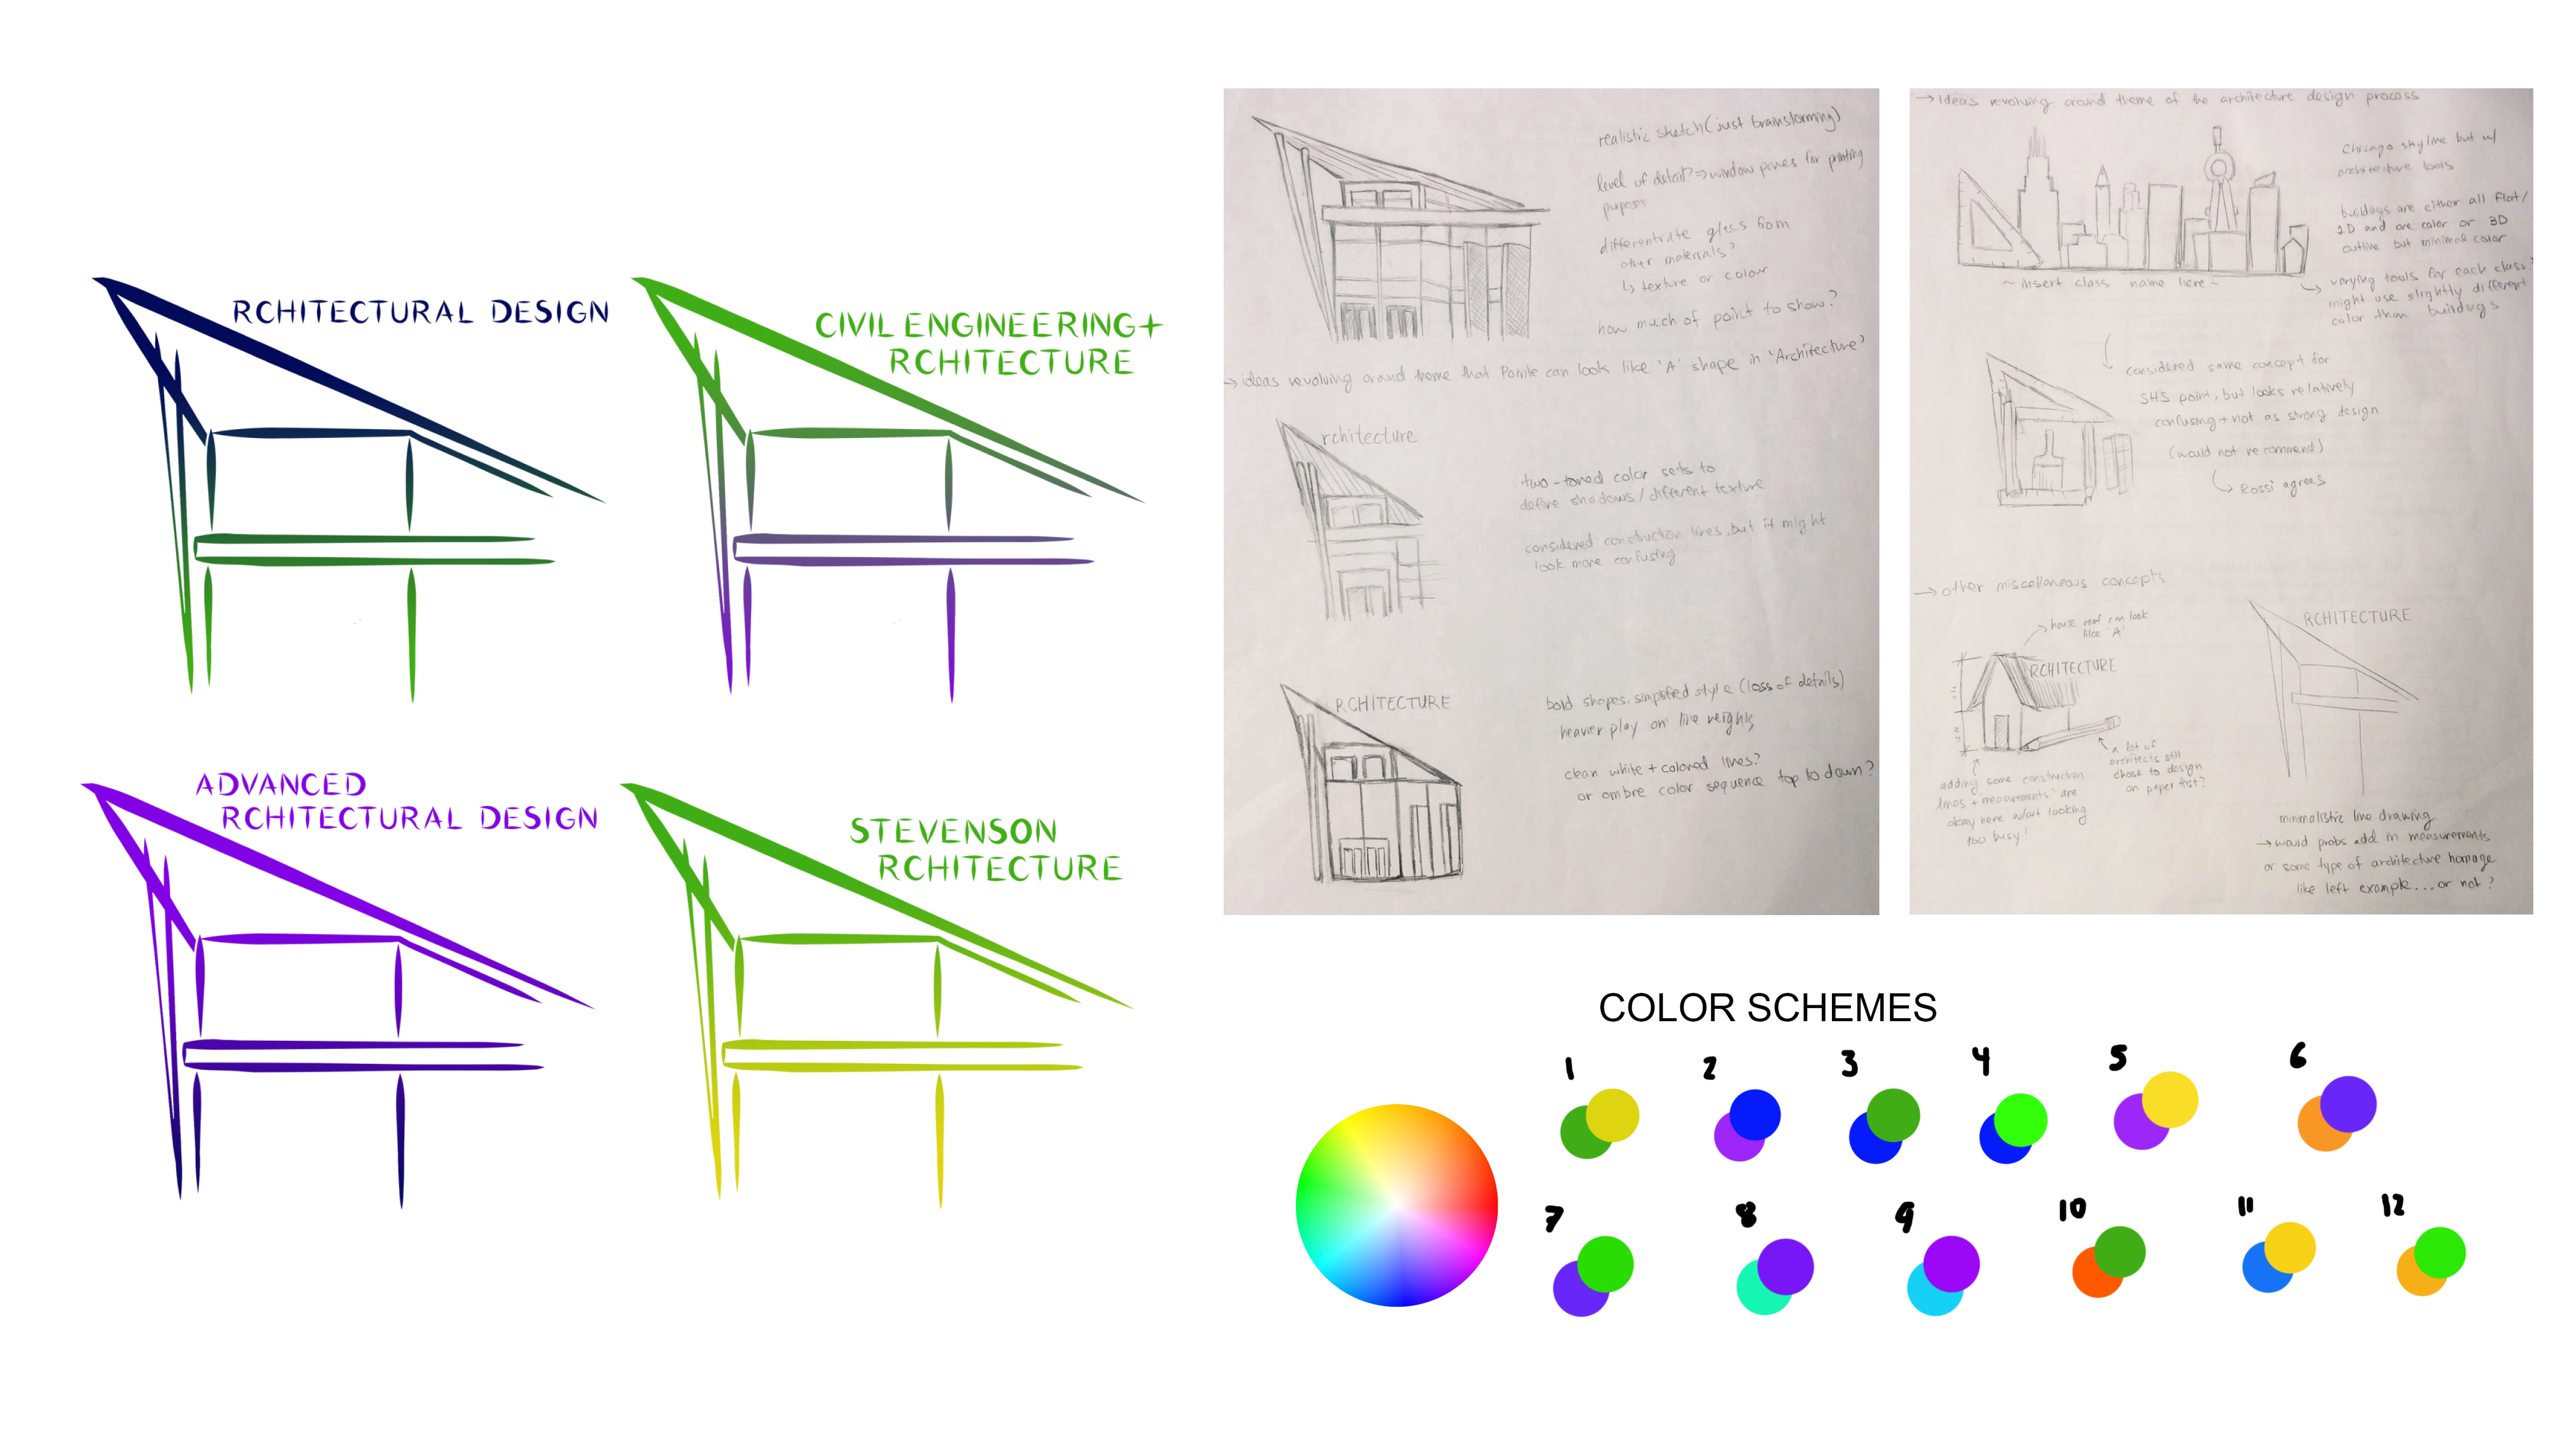 RCHITECTURAL DESIGN
CIVIL ENGINEERING+
RCHITECTURE
ADVANCED
RCHITECTURAL DESIGN
STEVENSON
RCHITECTURE
realistic sketch (just brainstorming)
level of detail? ⇒ window panes for printing
purposes
differentiate glass from
other materials?
↳ texture or colour
how much of point to show?
→ ideas revolving around theme that Pointe can look like 'A' shape in 'Architecture'
rchitecture
two-toned color sets to
define shadows / different texture
considered construction lines, but it might
look more confusing
RCHITECTURE
bold shapes, simplified style (loss of details)
heavier play on line weights
clean white + colored lines?
or ombre color sequence top to down?
→ Ideas revolving around theme of the architecture design process
Chicago skyline but w/
architecture tools
buildings are either all flat/
2D and one color or 3D
outline but minimal color
~ insert class name here ~
↳ varying tools for each class?
might use slightly different
color than buildings
considered same concept for
SHS point, but looks relatively
confusing + not as strong design
(would not recommend)
↳ Rossi agrees
→ other miscellaneous concepts
→ house roof can look
like 'A'
RCHITECTURE
a lot of
architects still
chose to design
on paper first?
adding some construction
lines + measurements are
okay here w/out looking
too busy!
RCHITECTURE
minimalistic line drawing
→ would probs add in measurements
or some type of architecture homage
like left example...or not?
COLOR SCHEMES
1 2 3 4 5 6
7 8 9 10 11 12